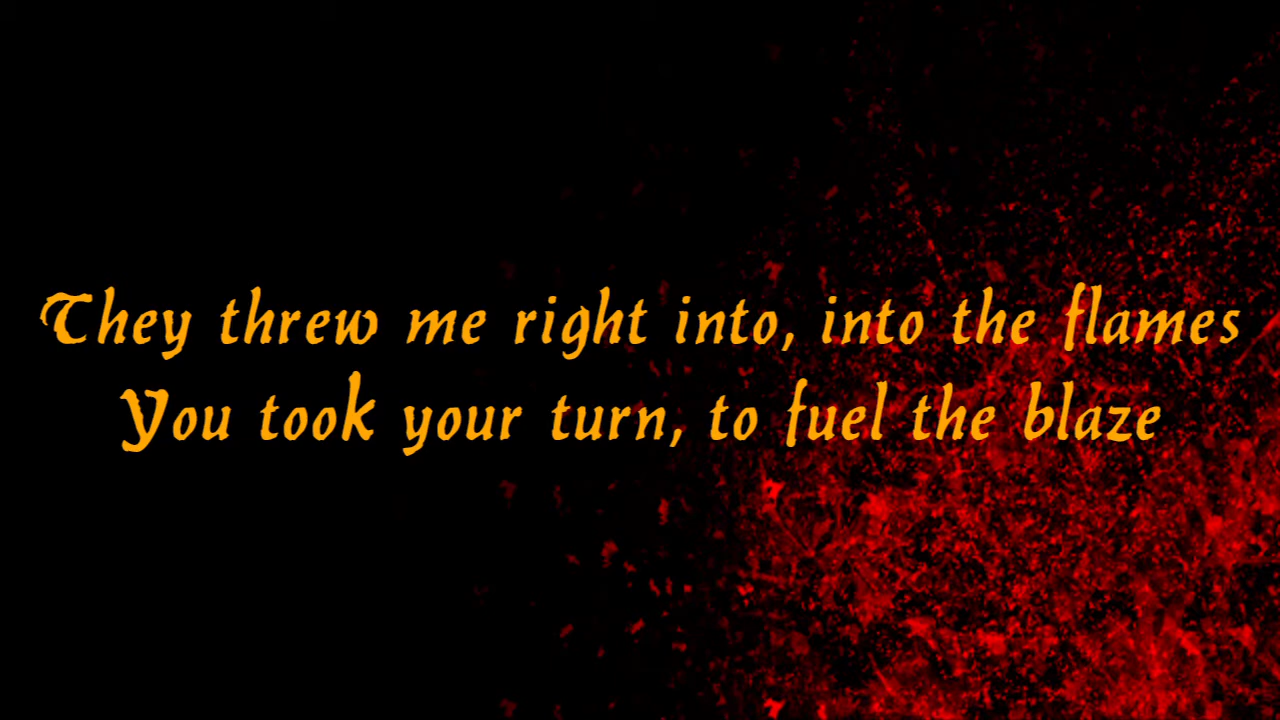 They threw me right into, into the flames
You took your turn, to fuel the blaze